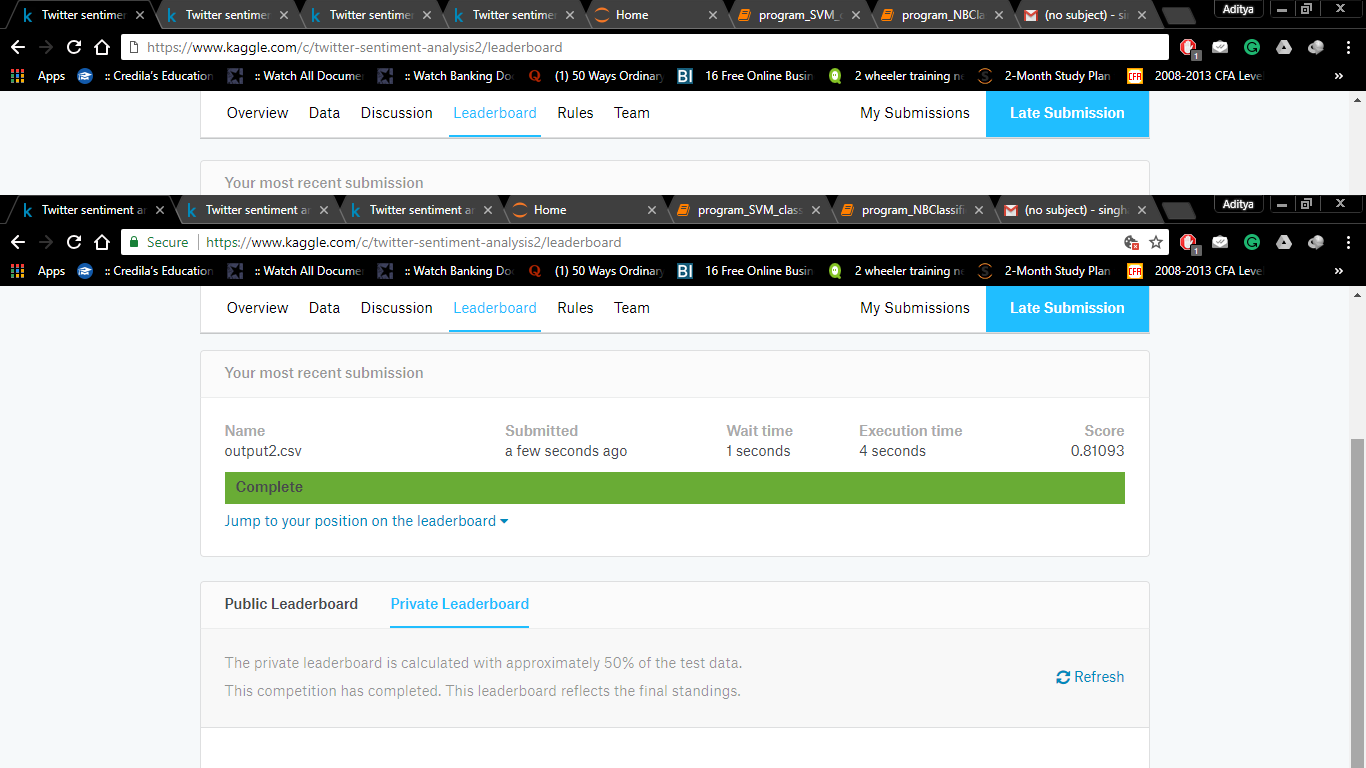 Twitter sentimer Twitter sentimer Twitter sentimer Twitter sentimer Home program_SVM_c program_NBCla (no subject) - sin Aditya
https://www.kaggle.com/c/twitter-sentiment-analysis2/leaderboard 1
Apps :: Credila's Education :: Watch All Docume :: Watch Banking Do (1) 50 Ways Ordinary BI 16 Free Online Busin 2 wheeler training ne 2-Month Study Plan CFA 2008-2013 CFA Leve »
Overview Data Discussion Leaderboard Rules Team My Submissions Late Submission
Your most recent submission
Twitter sentiment ar Twitter sentiment ar Twitter sentiment ar Home program_SVM_class program_NBClassifi (no subject) - singh Aditya
Secure https://www.kaggle.com/c/twitter-sentiment-analysis2/leaderboard 1
Apps :: Credila's Education :: Watch All Docume :: Watch Banking Do (1) 50 Ways Ordinary BI 16 Free Online Busin 2 wheeler training ne 2-Month Study Plan CFA 2008-2013 CFA Leve »
Overview Data Discussion Leaderboard Rules Team My Submissions Late Submission
Your most recent submission
Name Submitted Wait time Execution time Score
output2.csv a few seconds ago 1 seconds 4 seconds 0.81093
Complete
Jump to your position on the leaderboard
Public Leaderboard Private Leaderboard
The private leaderboard is calculated with approximately 50% of the test data.
This competition has completed. This leaderboard reflects the final standings.
Refresh